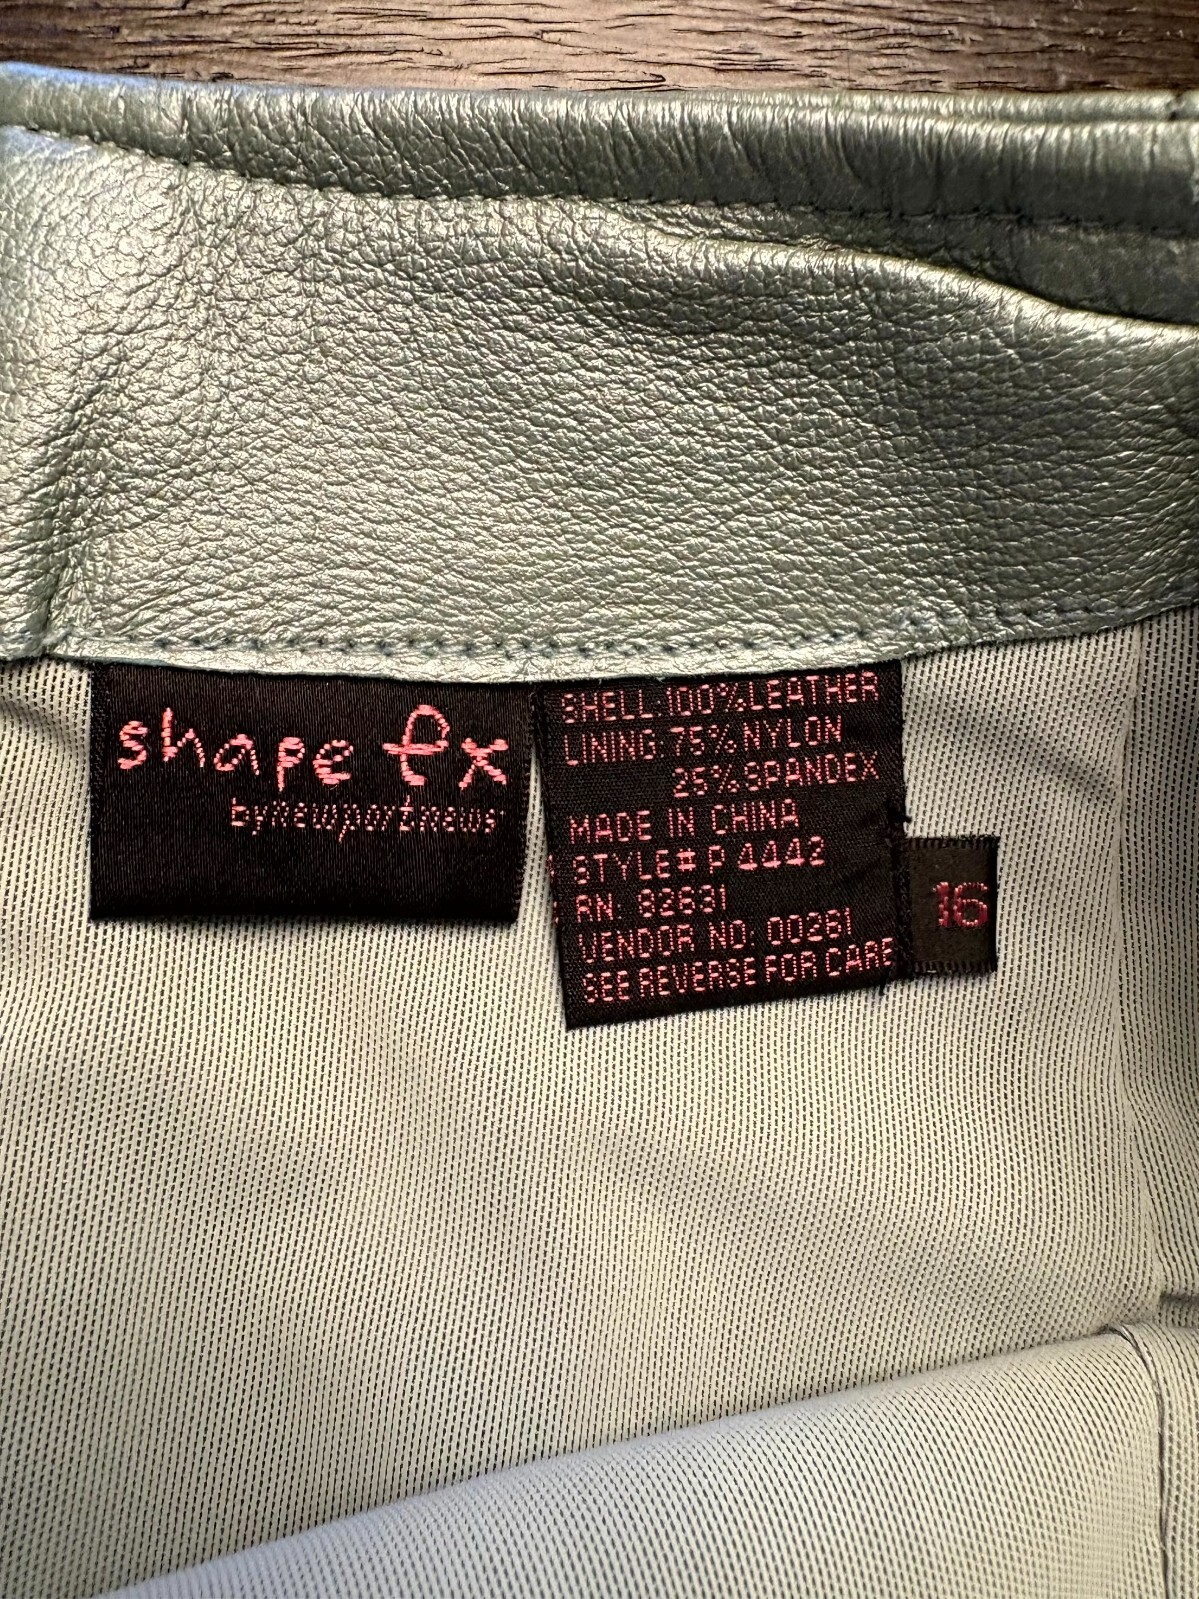 shape fx
bynewportnews
SHELL:100%LEATHER
LINING:75%NYLON
25%SPANDEX
MADE IN CHINA
STYLE# P 4442
RN. 82631
VENDOR NO: 00261
SEE REVERSE FOR CARE
16